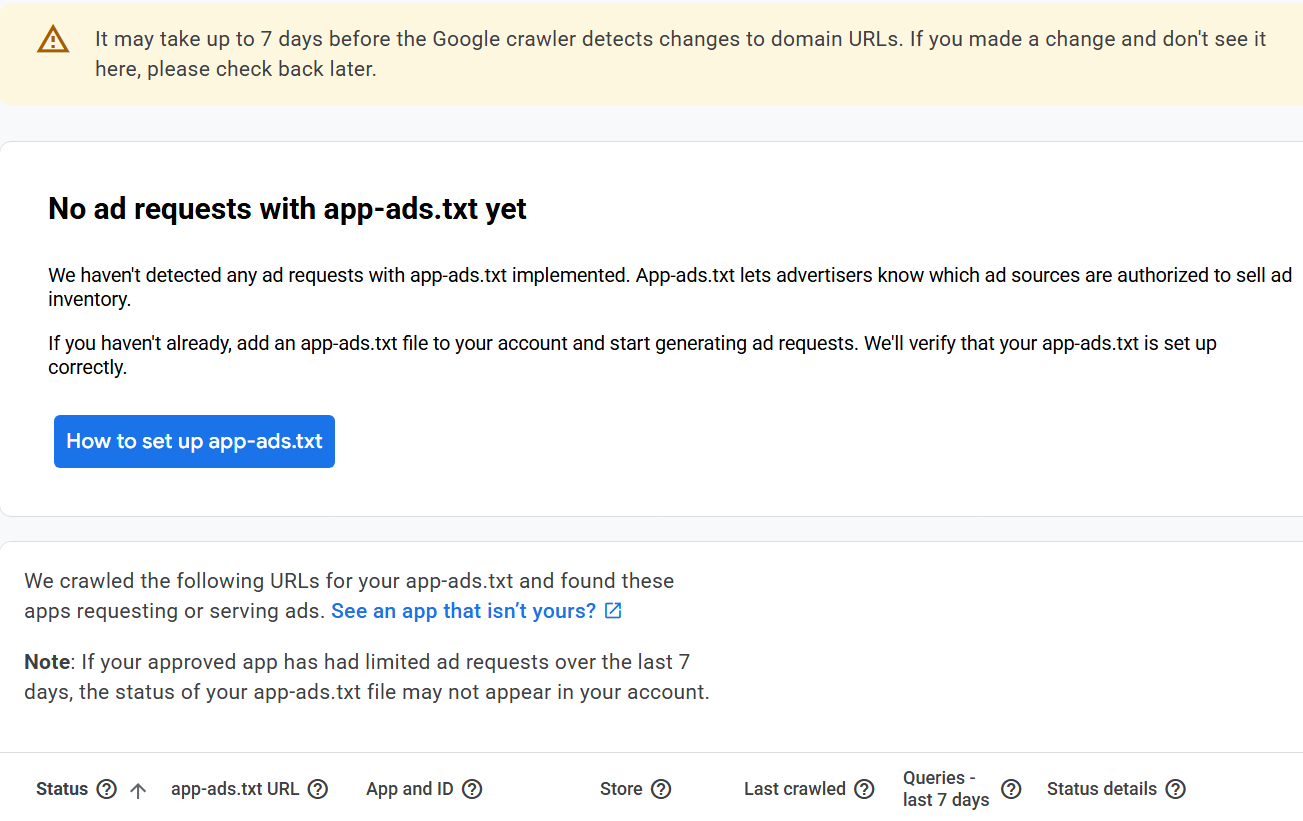 It may take up to 7 days before the Google crawler detects changes to domain URLs. If you made a change and don't see it
here, please check back later.
No ad requests with app-ads.txt yet
We haven't detected any ad requests with app-ads.txt implemented. App-ads.txt lets advertisers know which ad sources are authorized to sell ad
inventory.
If you haven't already, add an app-ads.txt file to your account and start generating ad requests. We'll verify that your app-ads.txt is set up
correctly.
How to set up app-ads.txt
We crawled the following URLs for your app-ads.txt and found these
apps requesting or serving ads. See an app that isn’t yours?
Note: If your approved app has had limited ad requests over the last 7
days, the status of your app-ads.txt file may not appear in your account.
Status app-ads.txt URL App and ID Store Last crawled Queries -
last 7 days Status details